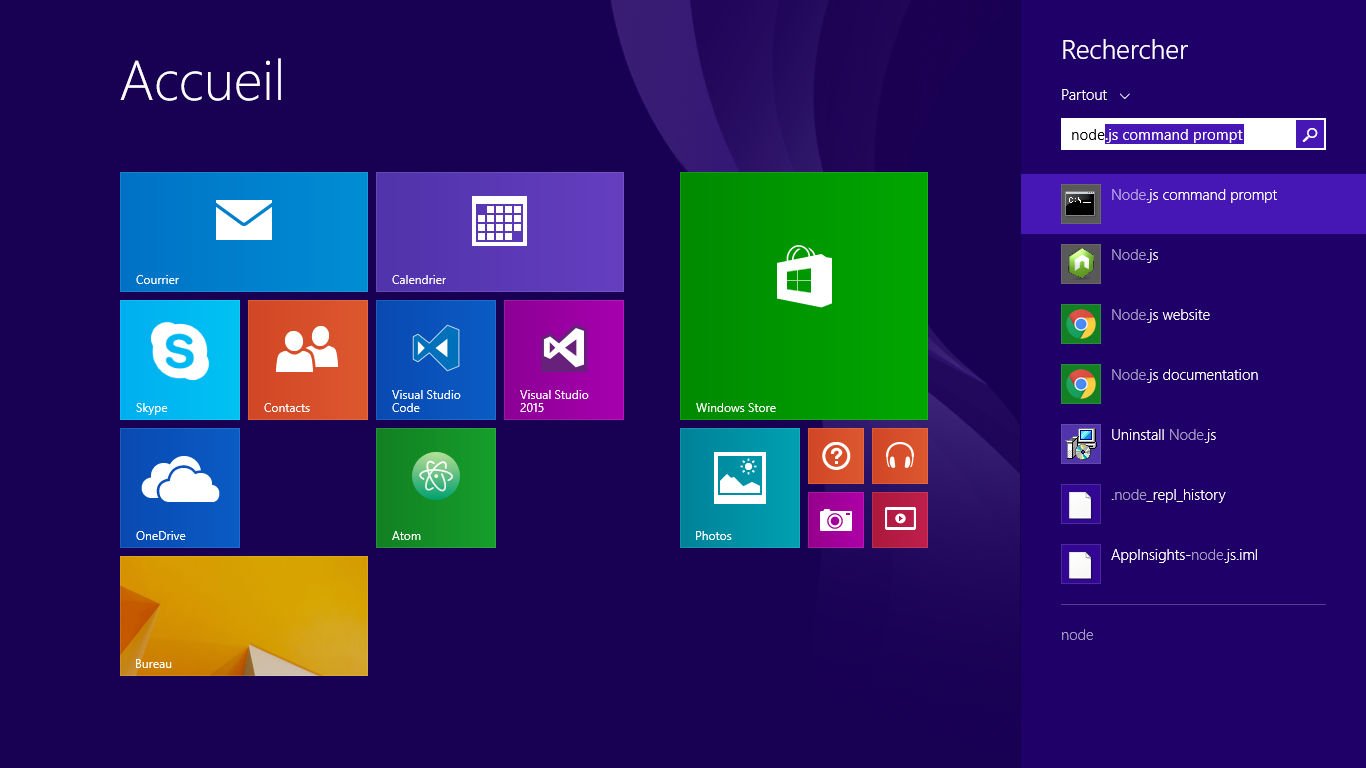 Accueil
Courrier
Calendrier
Skype
Contacts
Visual Studio
Code
Visual Studio
2015
OneDrive
Atom
Bureau
Windows Store
Photos
Rechercher
Partout
node.js command prompt
C:\_
Node.js command prompt
Node.js
Node.js website
Node.js documentation
Uninstall Node.js
.node_repl_history
AppInsights-node.js.iml
node